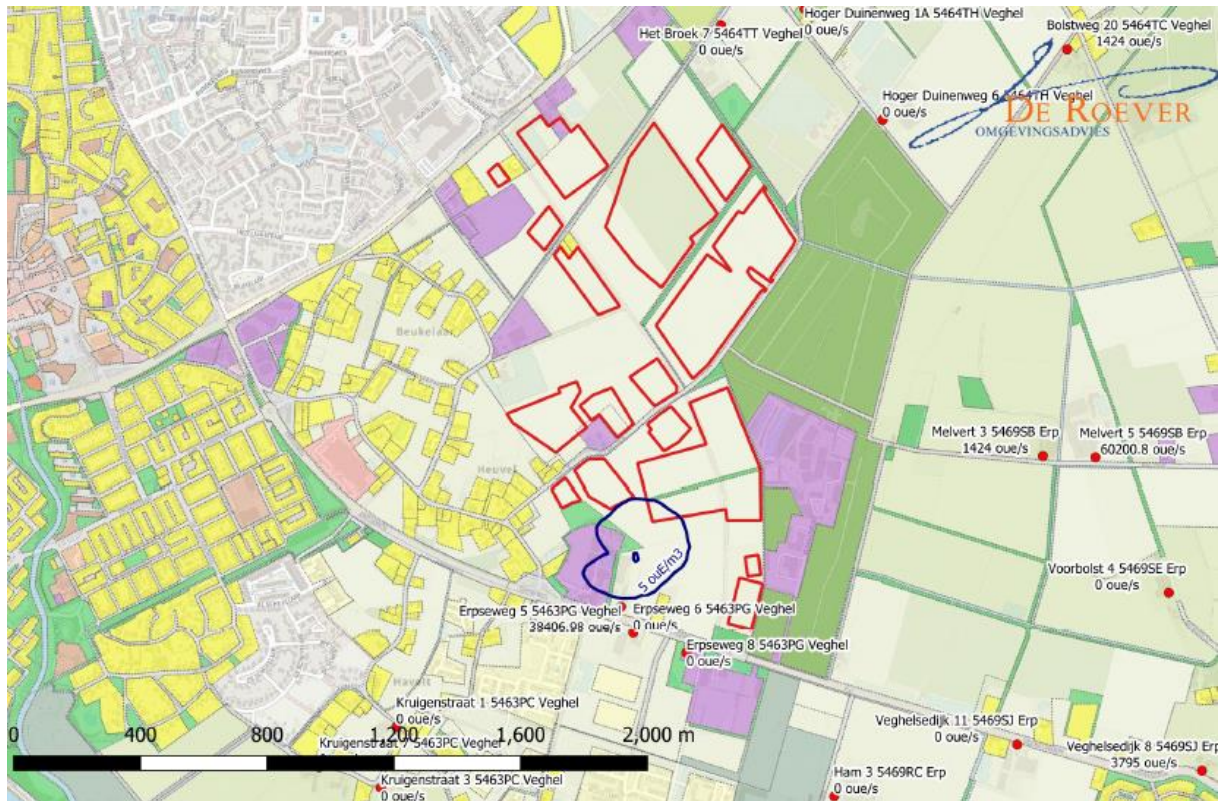 Hoger Duinenweg 1A 5464TH Veghel
0 oue/s
Het Broek 7 5464TT Veghel
0 oue/s
Bolstweg 20 5464TC Veghel
1424 oue/s
Hoger Duinenweg 6 5464TH Veghel
0 oue/s
DE ROEVER
OMGEVINGSADVIES
Beukelaar
Heuvel
Melvert 3 5469SB Erp
1424 oue/s
Melvert 5 5469SB Erp
60200.8 oue/s
5 ouE/m3
Voorbolst 4 5469SE Erp
0 oue/s
Erpseweg 5 5463PG Veghel
38406.98 oue/s
Erpseweg 6 5463PG Veghel
0 oue/s
Erpseweg 8 5463PG Veghel
0 oue/s
Havelt
Kruigenstraat 1 5463PC Veghel
0 oue/s
Veghelsedijk 11 5469SJ Erp
0 oue/s
0 400 800 1,200 1,600 2,000 m
Kruigenstraat 7 5463PC Veghel
0 oue/s
Veghelsedijk 8 5469SJ Erp
3795 oue/s
Kruigenstraat 3 5463PC Veghel
0 oue/s
Ham 3 5469RC Erp
0 oue/s